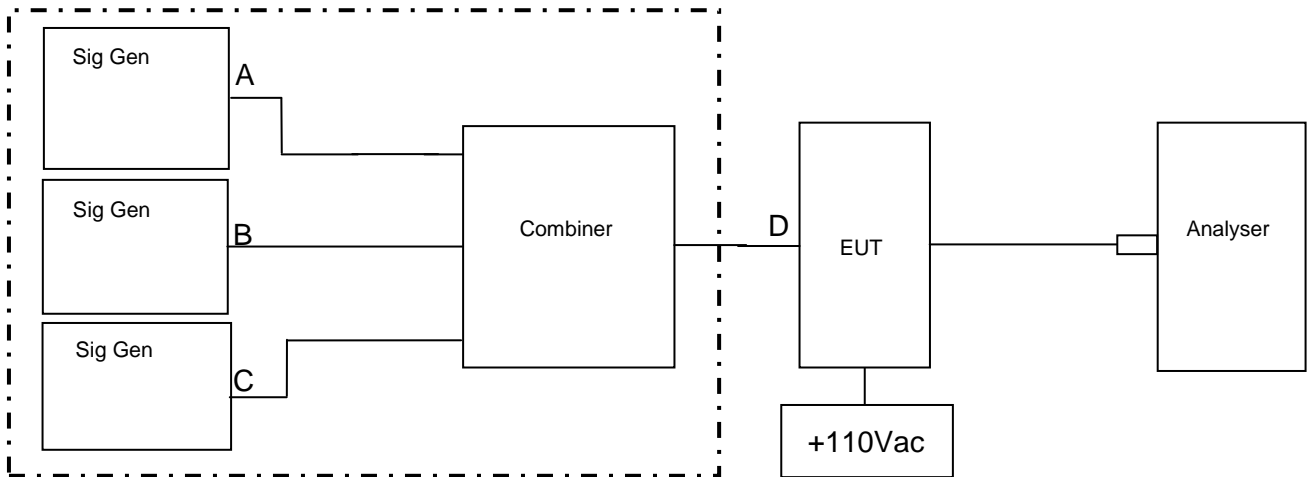 Sig Gen
A
Sig Gen
B
Sig Gen
C
Combiner
D
EUT
Analyser
+110Vac